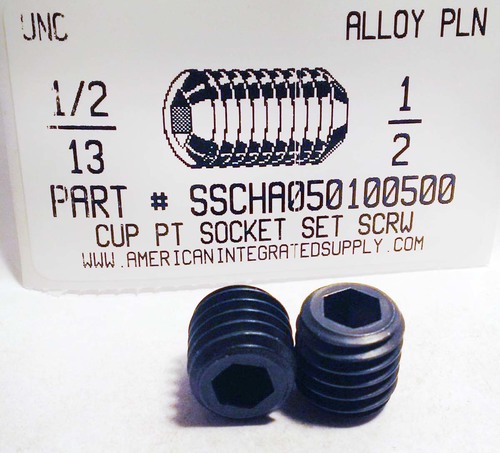 UNC ALLOY PLN
1/2 1
13 2
PART # SSCHA050100500
CUP PT SOCKET SET SCRW
WWW.AMERICANINTEGRATEDSUPPLY.COM